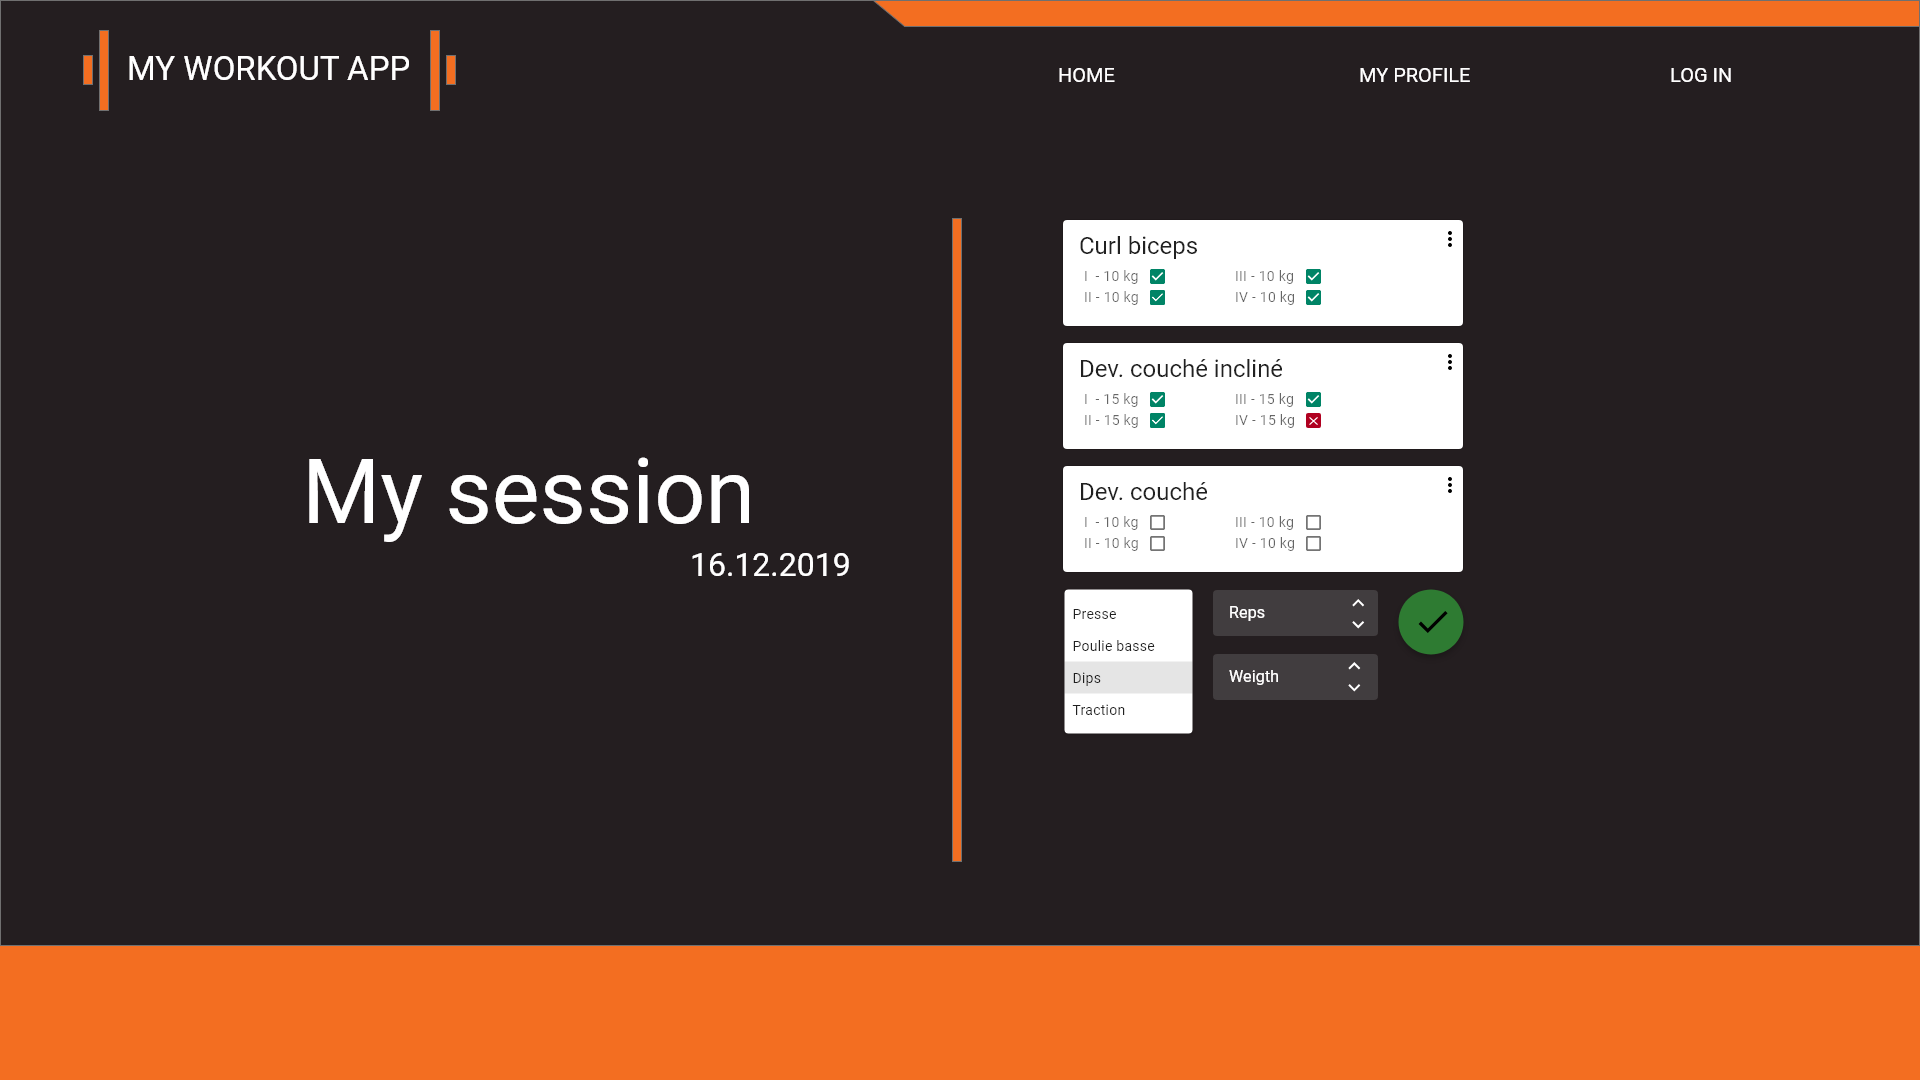 MY WORKOUT APP
HOME
MY PROFILE
LOG IN
My session
16.12.2019
Curl biceps
I - 10 kg
III - 10 kg
II - 10 kg
IV - 10 kg
Dev. couché incliné
I - 15 kg
III - 15 kg
II - 15 kg
IV - 15 kg
Dev. couché
I - 10 kg
III - 10 kg
II - 10 kg
IV - 10 kg
Presse
Poulie basse
Dips
Traction
Reps
Weigth